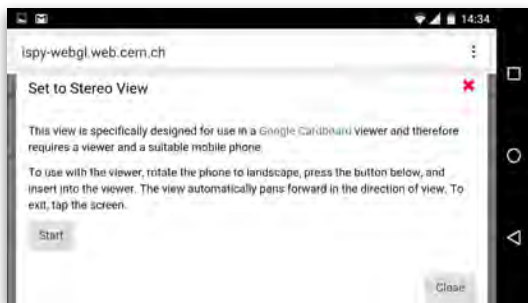 14:34
ispy-webgl.web.cern.ch
Set to Stereo View
This view is specifically designed for use in a Google Cardboard viewer and therefore
requires a viewer and a suitable mobile phone.
To use with the viewer, rotate the phone to landscape, press the button below, and
insert into the viewer. The view automatically pans forward in the direction of view. To
exit, tap the screen.
Start
Close